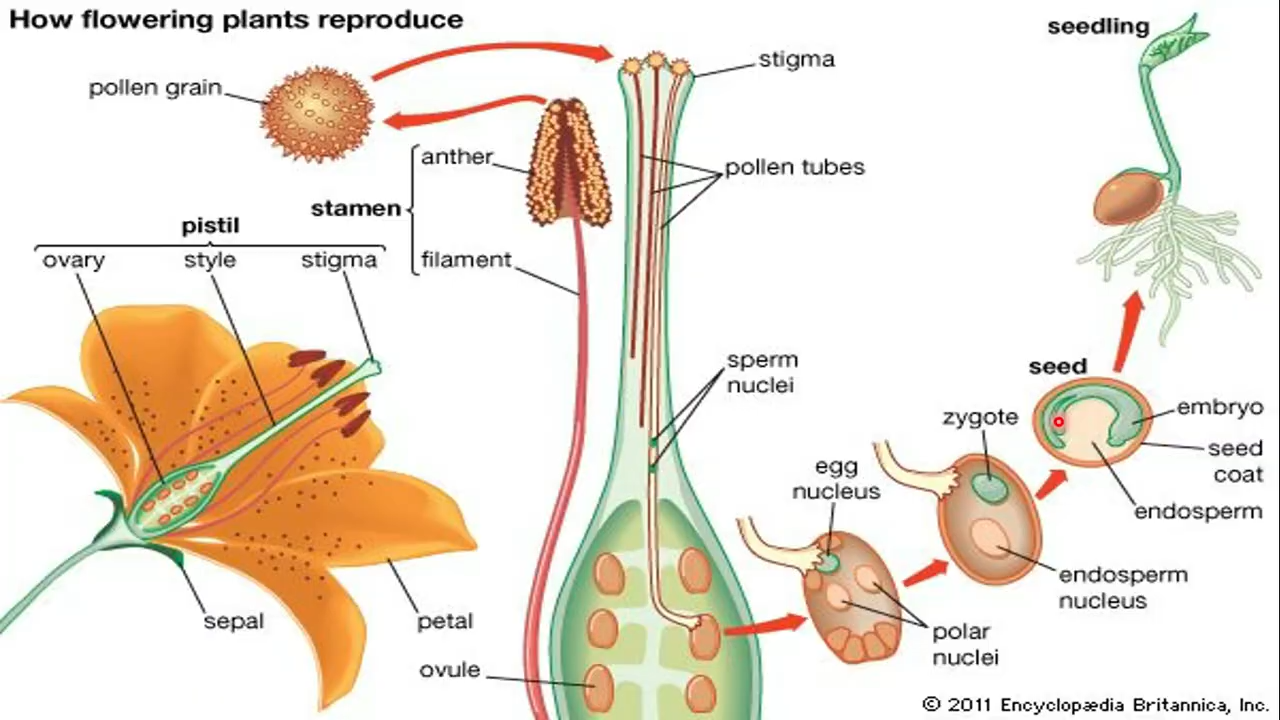 How flowering plants reproduce
seedling
pollen grain
stigma
anther
pollen tubes
stamen
pistil
ovary style stigma
filament
sperm
nuclei
seed
zygote
embryo
seed
coat
egg
nucleus
endosperm
endosperm
nucleus
sepal
petal
polar
nuclei
ovule
© 2011 Encyclopædia Britannica, Inc.